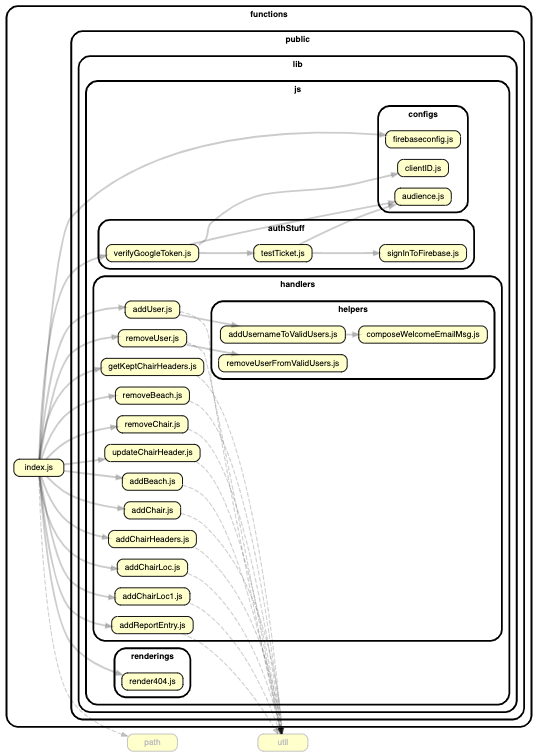 functions
public
lib
js
configs
firebaseconfig.js
clientID.js
audience.js
authStuff
verifyGoogleToken.js
testTicket.js
signInToFirebase.js
handlers
addUser.js
helpers
removeUser.js
addUsernameToValidUsers.js
composeWelcomeEmailMsg.js
getKeptChairHeaders.js
removeUserFromValidUsers.js
removeBeach.js
removeChair.js
updateChairHeader.js
index.js
addBeach.js
addChair.js
addChairHeaders.js
addChairLoc.js
addChairLoc1.js
addReportEntry.js
renderings
render404.js
path
util